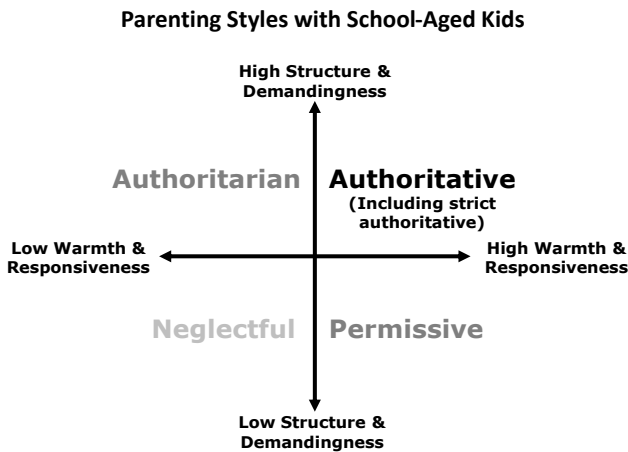 Parenting Styles with School-Aged Kids
High Structure &
Demandingness
Authoritarian
Authoritative
(Including strict
authoritative)
Low Warmth &
Responsiveness
High Warmth &
Responsiveness
Neglectful
Permissive
Low Structure &
Demandingness